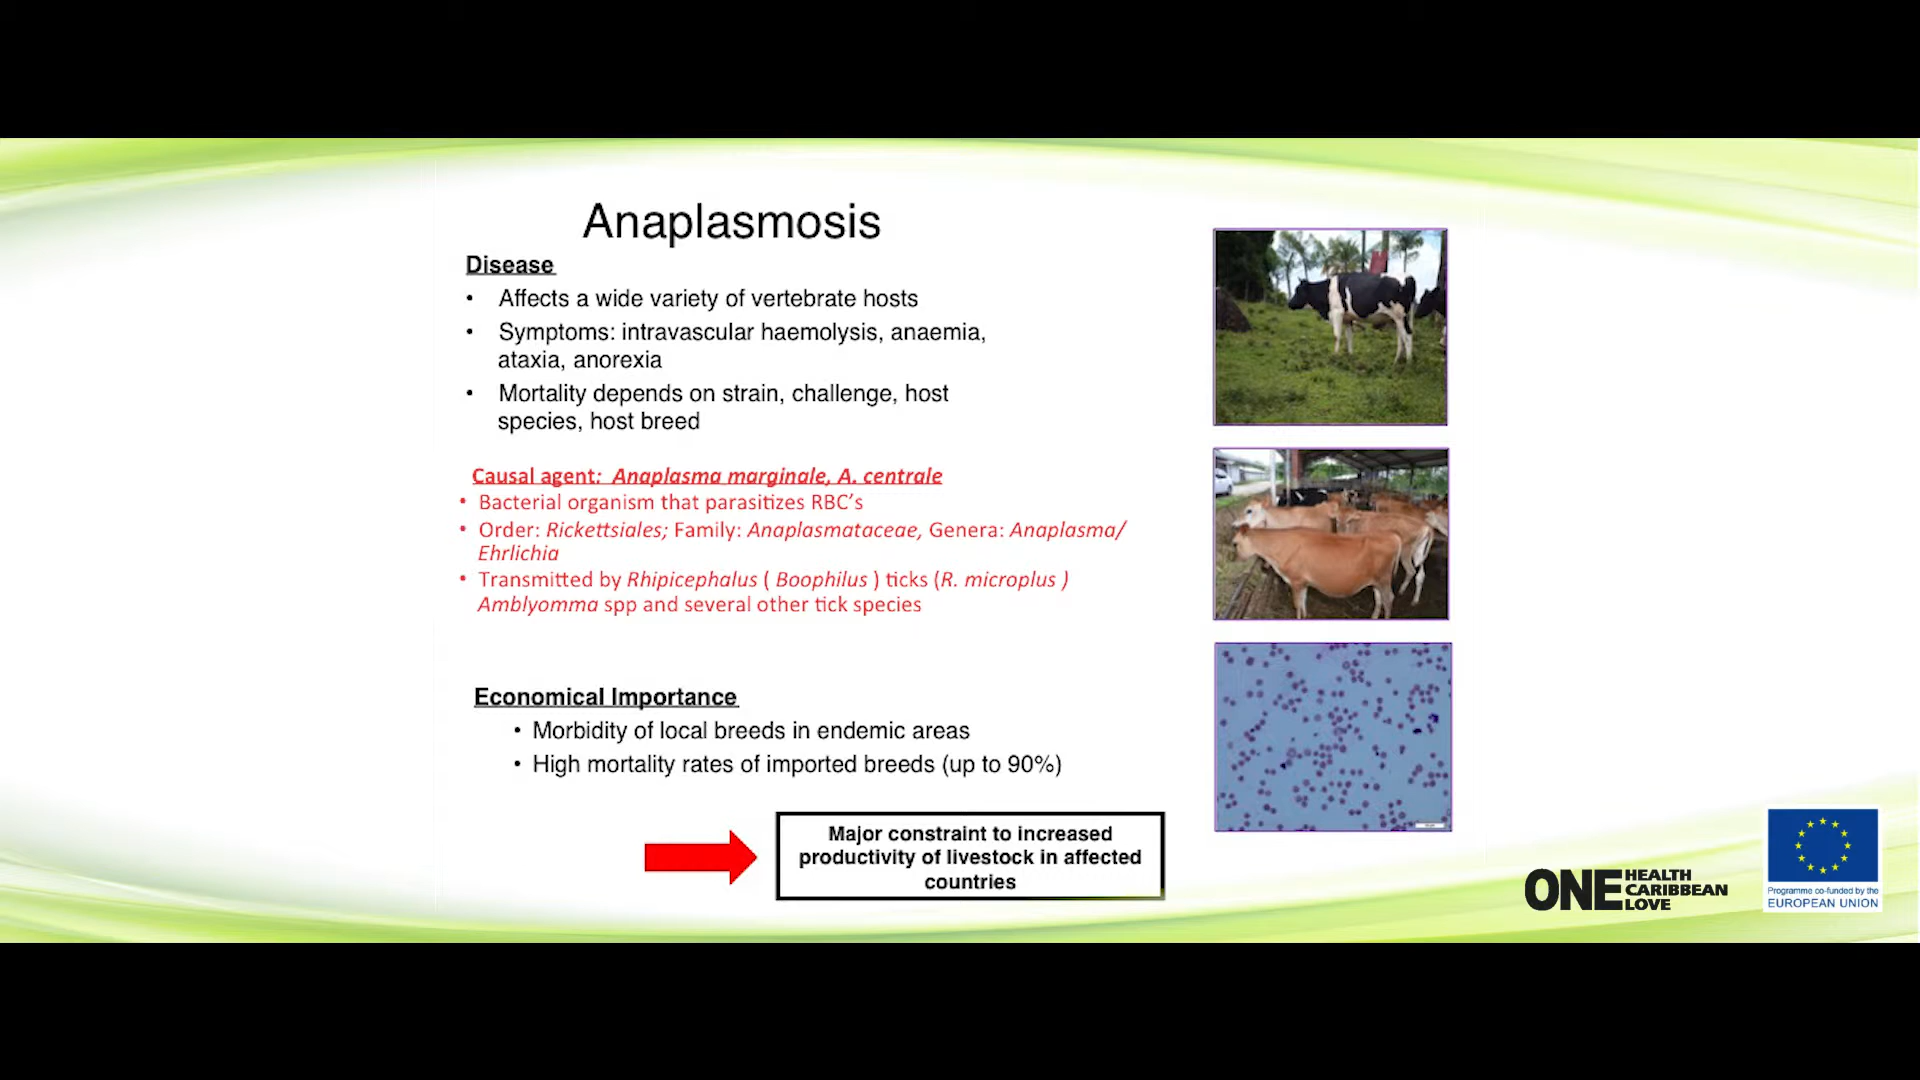 Anaplasmosis
Disease
• Affects a wide variety of vertebrate hosts
• Symptoms: intravascular haemolysis, anaemia,
ataxia, anorexia
• Mortality depends on strain, challenge, host
species, host breed
Causal agent: Anaplasma marginale, A. centrale
• Bacterial organism that parasitizes RBC's
• Order: Rickettsiales; Family: Anaplasmataceae, Genera: Anaplasma/
Ehrlichia
• Transmitted by Rhipicephalus ( Boophilus ) ticks (R. microplus )
Amblyomma spp and several other tick species
Economical Importance
• Morbidity of local breeds in endemic areas
• High mortality rates of imported breeds (up to 90%)
Major constraint to increased
productivity of livestock in affected
countries
ONE HEALTH
CARIBBEAN
LOVE
Programme co-funded by the
EUROPEAN UNION